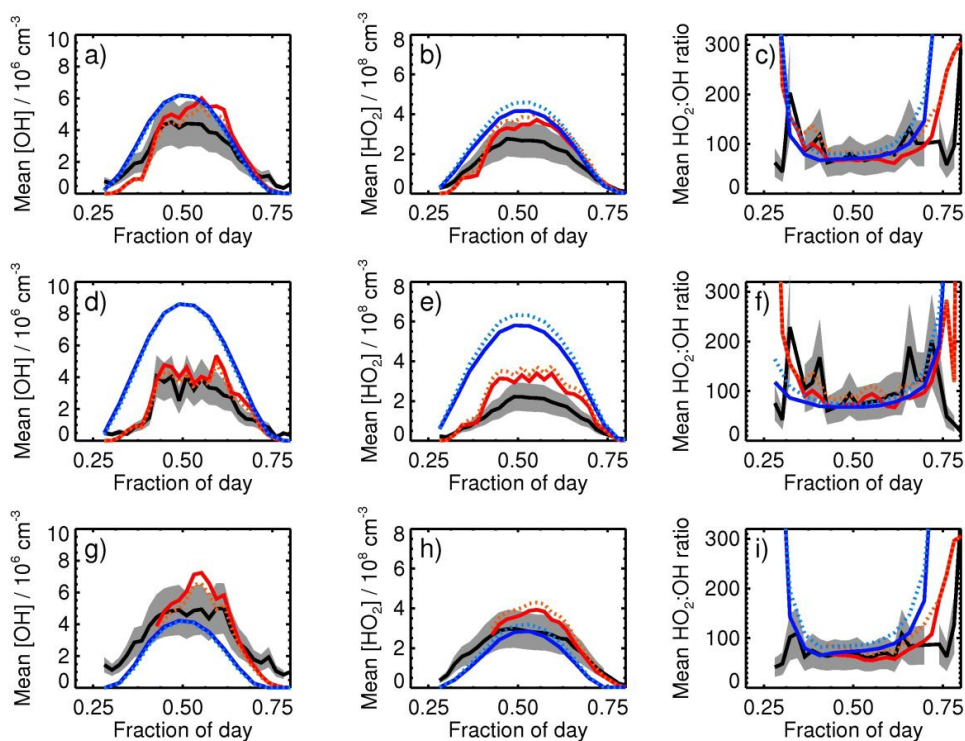 a)
Mean [OH] / 10⁶ cm⁻³
10
8
6
4
2
0
0.25 0.50 0.75
Fraction of day
b)
Mean [HO₂] / 10⁸ cm⁻³
8
6
4
2
0
0.25 0.50 0.75
Fraction of day
c)
Mean HO₂:OH ratio
300
200
100
0
0.25 0.50 0.75
Fraction of day
d)
Mean [OH] / 10⁶ cm⁻³
10
8
6
4
2
0
0.25 0.50 0.75
Fraction of day
e)
Mean [HO₂] / 10⁸ cm⁻³
8
6
4
2
0
0.25 0.50 0.75
Fraction of day
f)
Mean HO₂:OH ratio
300
200
100
0
0.25 0.50 0.75
Fraction of day
g)
Mean [OH] / 10⁶ cm⁻³
10
8
6
4
2
0
0.25 0.50 0.75
Fraction of day
h)
Mean [HO₂] / 10⁸ cm⁻³
8
6
4
2
0
0.25 0.50 0.75
Fraction of day
i)
Mean HO₂:OH ratio
300
200
100
0
0.25 0.50 0.75
Fraction of day